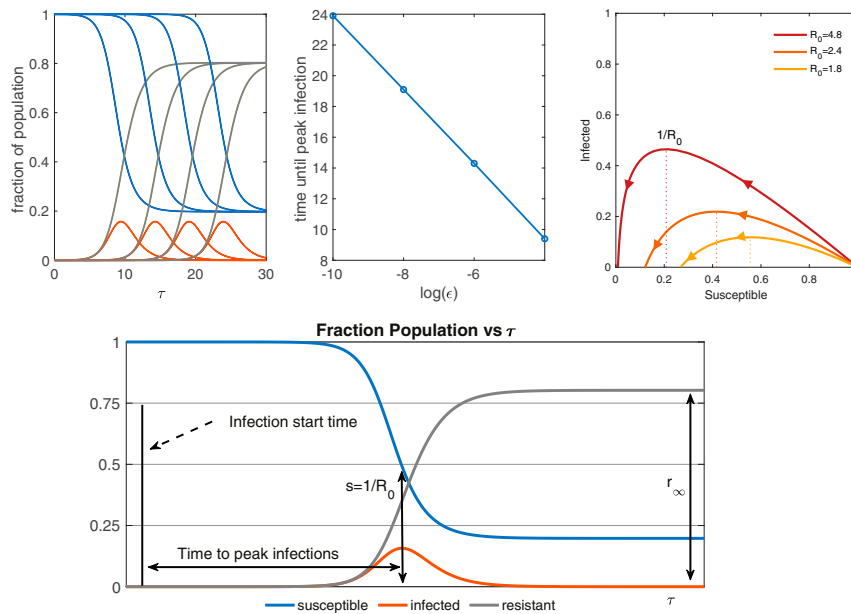 fraction of population
1
0.8
0.6
0.4
0.2
0
0
10
20
30
τ
time until peak infection
24
22
20
18
16
14
12
10
8
-10
-8
-6
-4
log(ϵ)
Infected
1
0.8
0.6
0.4
0.2
0
0
0.2
0.4
0.6
0.8
Susceptible
R0=4.8
R0=2.4
R0=1.8
1/R0
Fraction Population vs τ
1
0.75
0.5
0.25
0
Infection start time
s=1/R0
r∞
Time to peak infections
τ
susceptible infected resistant